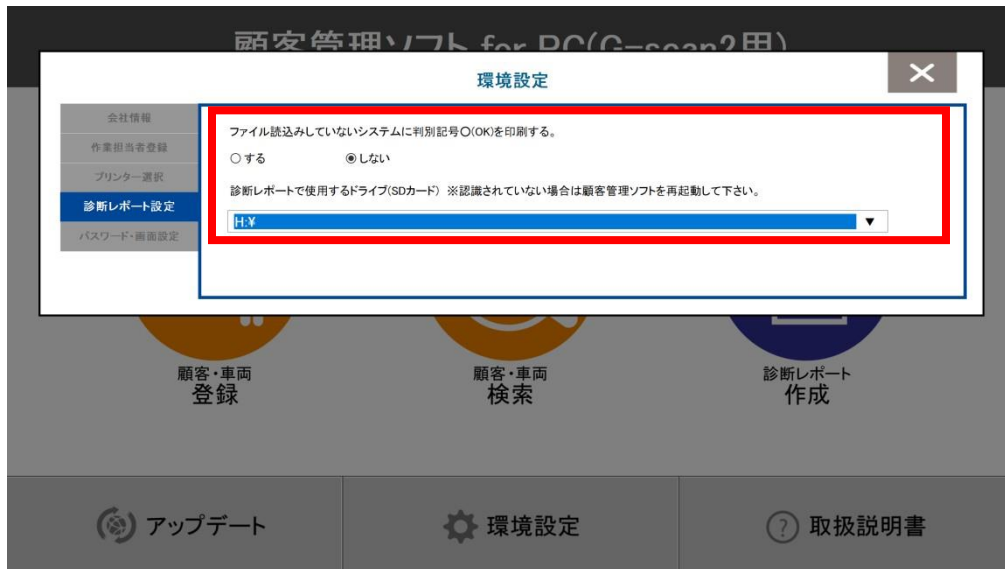 顧客管理ソフト for PC(G-scan2用)
環境設定
会社情報
作業担当者登録
プリンター選択
診断レポート設定
パスワード・画面設定
ファイル読込みしていないシステムに判別記号〇(OK)を印刷する。
する
しない
診断レポートで使用するドライブ(SDカード) ※認識されていない場合は顧客管理ソフトを再起動して下さい。
H:¥
顧客・車両
登録
顧客・車両
検索
診断レポート
作成
アップデート
環境設定
取扱説明書